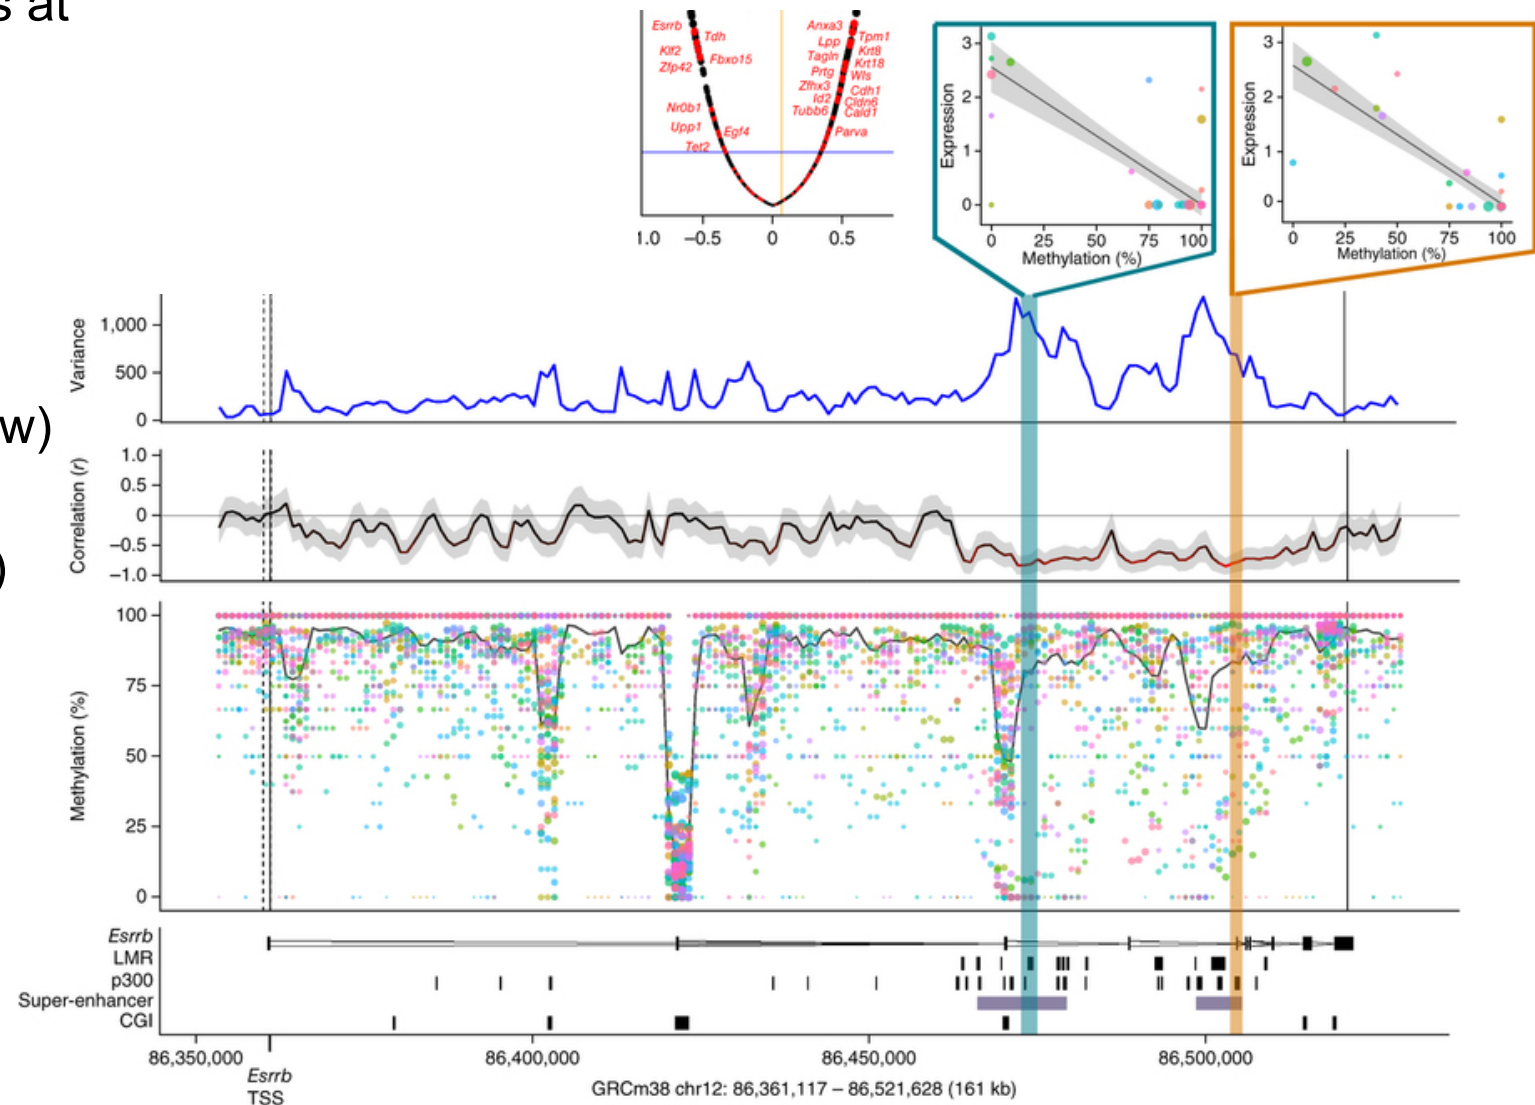 s at
w)
)
Esrrb
Tdh
Klf2
Fbxo15
Zfp42
Nr0b1
Upp1
Egf4
Tet2
Anxa3
Tpm1
Lpp
Krt8
Tagln
Krt18
Prtg
Wls
Zfhx3
Cdh1
Id2
Cldn6
Tubb6
Cald1
Parva
1.0 –0.5 0 0.5
Expression
3
2
1
0
0 25 50 75 100
Methylation (%)
Expression
3
2
1
0
0 25 50 75 100
Methylation (%)
Variance
1,000
500
0
Correlation (r)
1.0
0.5
0
–0.5
–1.0
Methylation (%)
100
75
50
25
0
Esrrb
LMR
p300
Super-enhancer
CGI
86,350,000 86,400,000 86,450,000 86,500,000
Esrrb
TSS
GRCm38 chr12: 86,361,117 – 86,521,628 (161 kb)